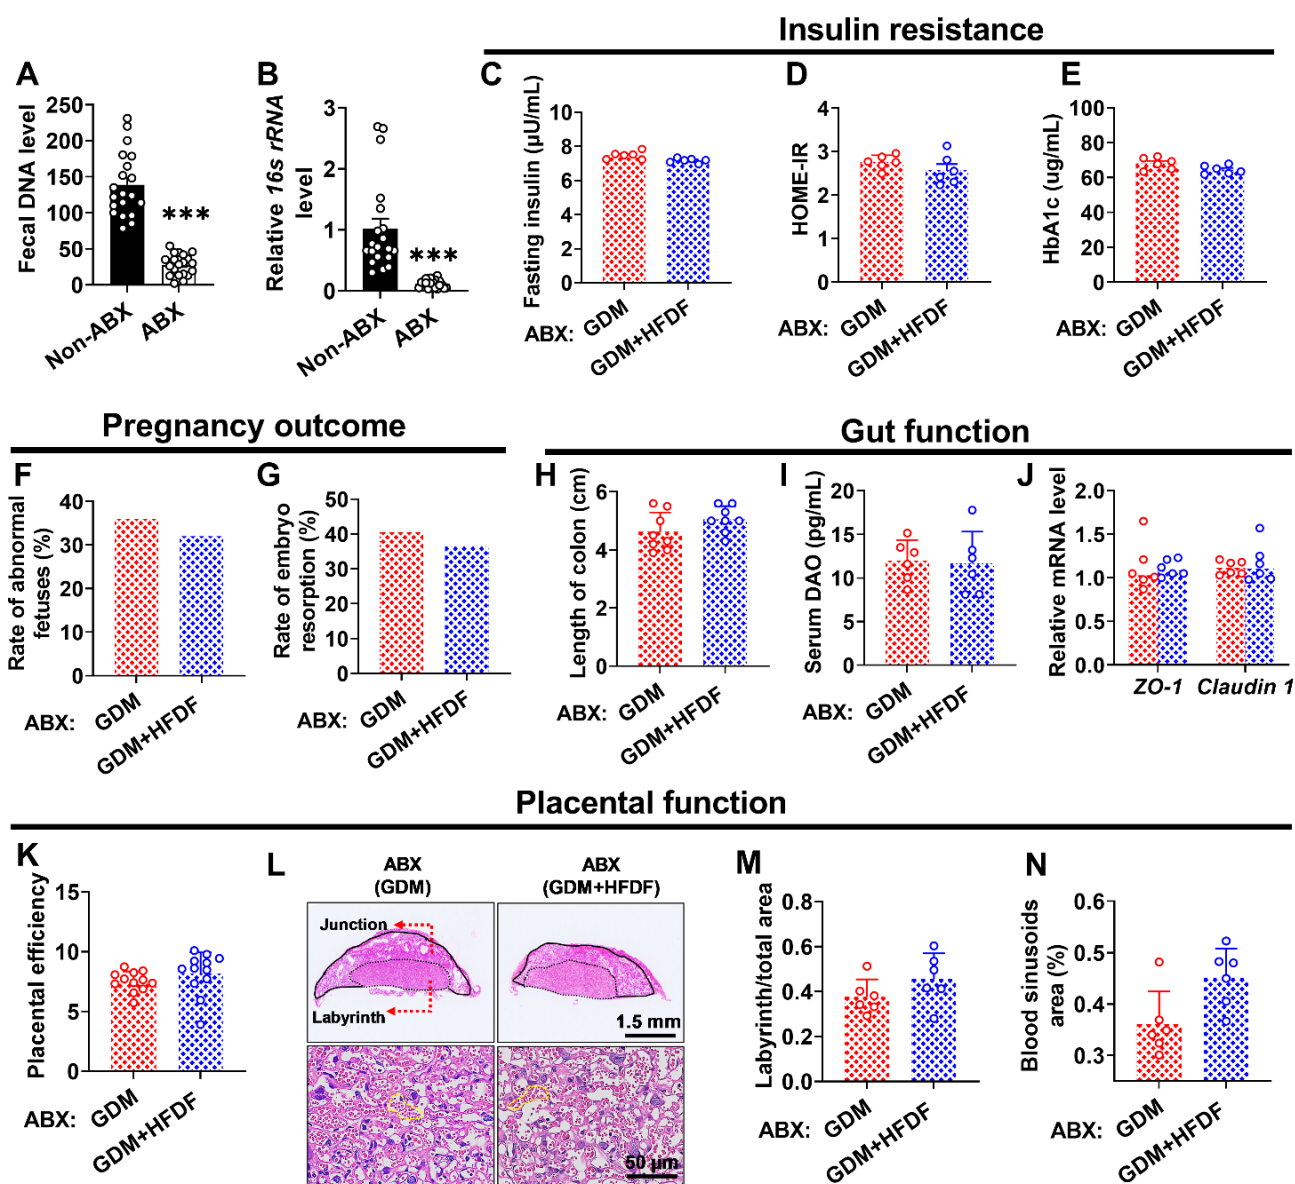 Insulin resistance
A
Fecal DNA level
250
200
150
100
50
0
***
Non-ABX
ABX
B
Relative 16s rRNA
level
3
2
1
1
0
***
Non-ABX
ABX
C
Fasting insulin (μU/mL)
10
8
6
4
2
0
ABX:
GDM
GDM+HFDF
D
HOME-IR
4
3
2
1
0
ABX:
GDM
GDM+HFDF
E
HbA1c (ug/mL)
100
80
60
40
20
0
ABX:
GDM
GDM+HFDF
Pregnancy outcome
Gut function
F
Rate of abnormal
fetuses (%)
40
30
30
20
10
0
ABX:
GDM
GDM+HFDF
G
Rate of embryo
resorption (%)
50
40
30
20
10
0
ABX:
GDM
GDM+HFDF
H
Length of colon (cm)
6
4
2
0
ABX:
GDM
GDM+HFDF
I
Serum DAO (pg/mL)
20
15
10
5
0
ABX:
GDM
GDM+HFDF
J
Relative mRNA level
2.0
1.5
1.0
0.5
0.0
ZO-1 Claudin 1
Placental function
K
Placental efficiency
15
10
5
0
ABX:
GDM
GDM+HFDF
L
ABX
(GDM)
ABX
(GDM+HFDF)
Junction
Labyrinth
1.5 mm
50 μm
M
Labyrinth/total area
0.8
0.6
0.4
0.2
0.0
ABX:
GDM
GDM+HFDF
N
Blood sinusoids
area (%)
0.6
0.5
0.4
0.3
ABX:
GDM
GDM+HFDF